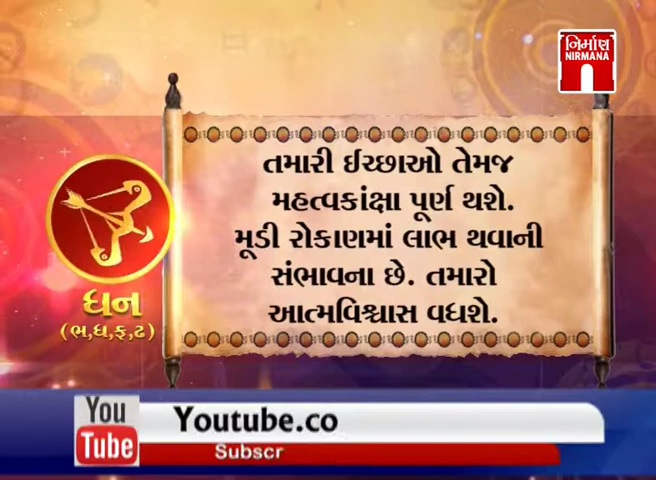 નિર્માણ
NIRMANA
તમારી ઈચ્છાઓ તેમજ
મહત્વકાંક્ષા પૂર્ણ થશે.
મૂડી રોકાણમાં લાભ થવાની
સંભાવના છે. તમારો
આત્મવિશ્વાસ વધશે.
ધન
(ભ,ધ,ફ,ઢ)
You
Tube
Youtube.co
Subscr